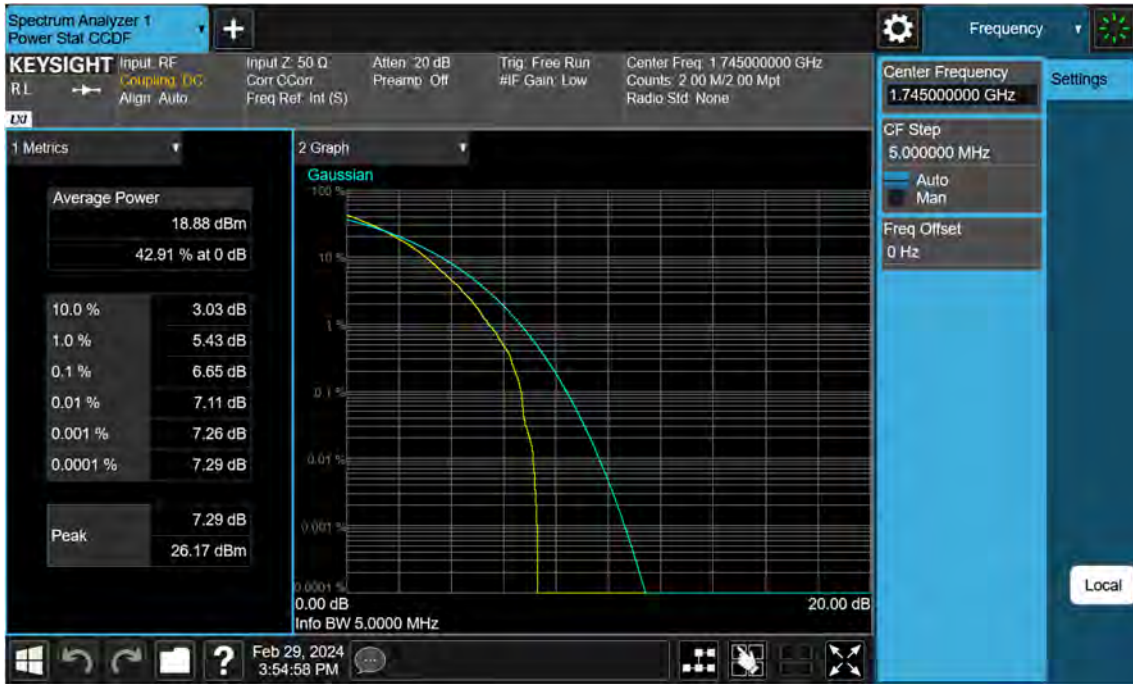 Spectrum Analyzer 1
Power Stat CCDF
+
Frequency
KEYSIGHT
RL
LXI
Input: RF
Coupling: DC
Align: Auto
Input Z: 50 Ω
Corr CCorr
Freq Ref: Int (S)
Atten: 20 dB
Preamp: Off
Trig: Free Run
#IF Gain: Low
Center Freq: 1.745000000 GHz
Counts: 2.00 M/2.00 Mpt
Radio Std: None
Center Frequency
1.745000000 GHz
Settings
CF Step
5.000000 MHz
Auto
Man
Freq Offset
0 Hz
Local
1 Metrics
Average Power
18.88 dBm
42.91 % at 0 dB
10.0 % 3.03 dB
1.0 % 5.43 dB
0.1 % 6.65 dB
0.01 % 7.11 dB
0.001 % 7.26 dB
0.0001 % 7.29 dB
Peak
7.29 dB
26.17 dBm
2 Graph
Gaussian
100 %
10 %
1 %
0.1 %
0.01 %
0.001 %
0.0001 %
0.00 dB 20.00 dB
Info BW 5.0000 MHz
?
Feb 29, 2024
3:54:58 PM